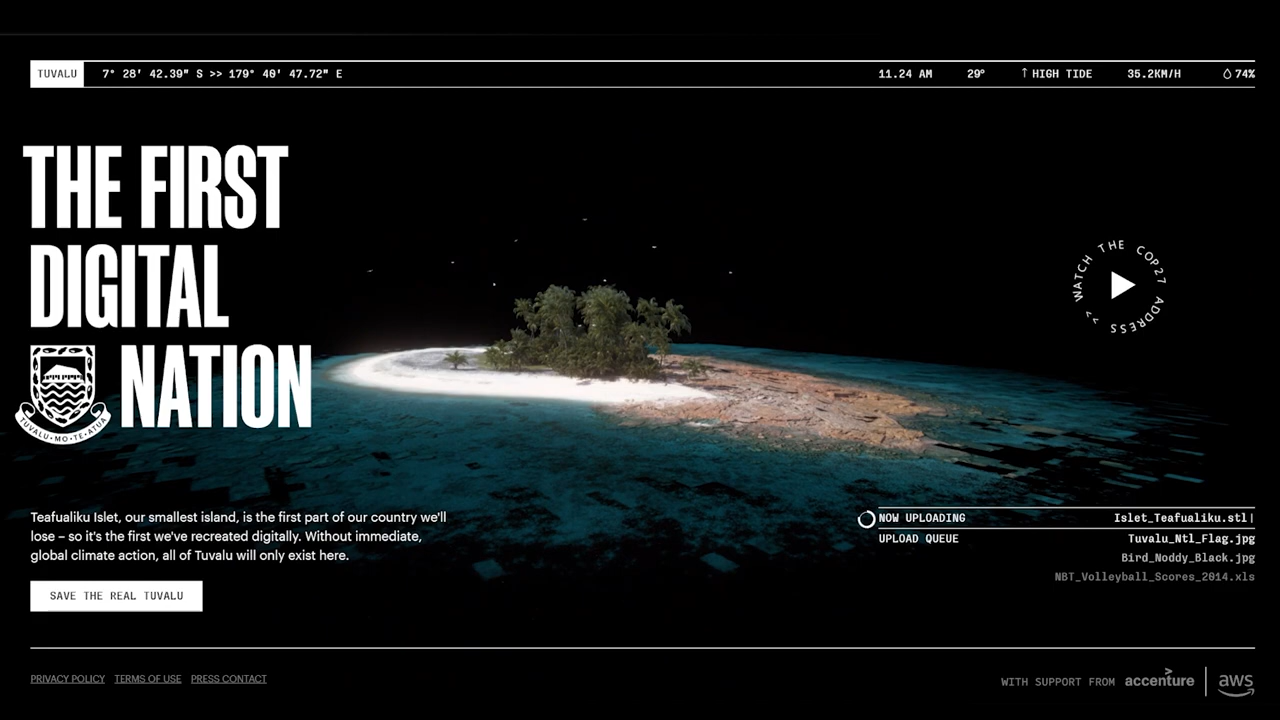 TUVALU 7° 28' 42.39" S >> 179° 40' 47.72" E 11.24 AM 29° ↑ HIGH TIDE 35.2KM/H 74%
THE FIRST
DIGITAL
NATION
TUVALU•MO•TE•ATUA
WATCH THE COP27 ADDRESS >>
Teafualiku Islet, our smallest island, is the first part of our country we'll
lose – so it's the first we've recreated digitally. Without immediate,
global climate action, all of Tuvalu will only exist here.
SAVE THE REAL TUVALU
NOW UPLOADING Islet_Teafualiku.stl|
UPLOAD QUEUE Tuvalu_Ntl_Flag.jpg
Bird_Noddy_Black.jpg
NBT_Volleyball_Scores_2014.xls
PRIVACY POLICY TERMS OF USE PRESS CONTACT
WITH SUPPORT FROM accenture aws